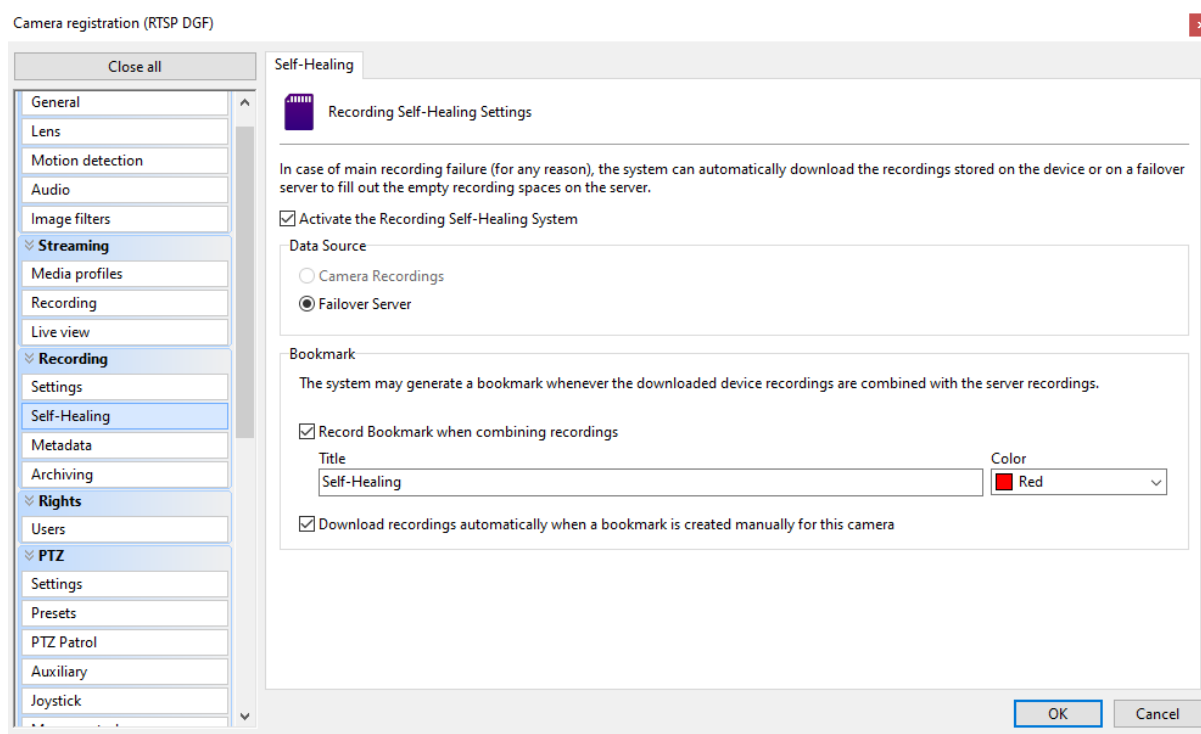 Camera registration (RTSP DGF)
Close all
General
Lens
Motion detection
Audio
Image filters
Streaming
Media profiles
Recording
Live view
Recording
Settings
Self-Healing
Metadata
Archiving
Rights
Users
PTZ
Settings
Presets
PTZ Patrol
Auxiliary
Joystick
Self-Healing
Recording Self-Healing Settings
In case of main recording failure (for any reason), the system can automatically download the recordings stored on the device or on a failover
server to fill out the empty recording spaces on the server.
Activate the Recording Self-Healing System
Data Source
Camera Recordings
Failover Server
Bookmark
The system may generate a bookmark whenever the downloaded device recordings are combined with the server recordings.
Record Bookmark when combining recordings
Title Color
Self-Healing Red
Download recordings automatically when a bookmark is created manually for this camera
OK Cancel